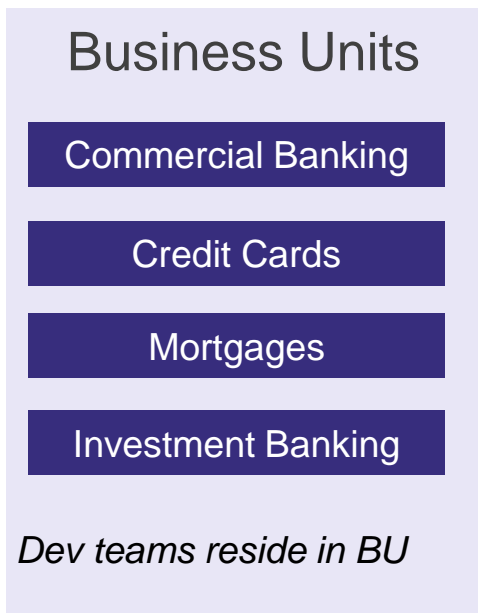 Business Units
Commercial Banking
Credit Cards
Mortgages
Investment Banking
Dev teams reside in BU